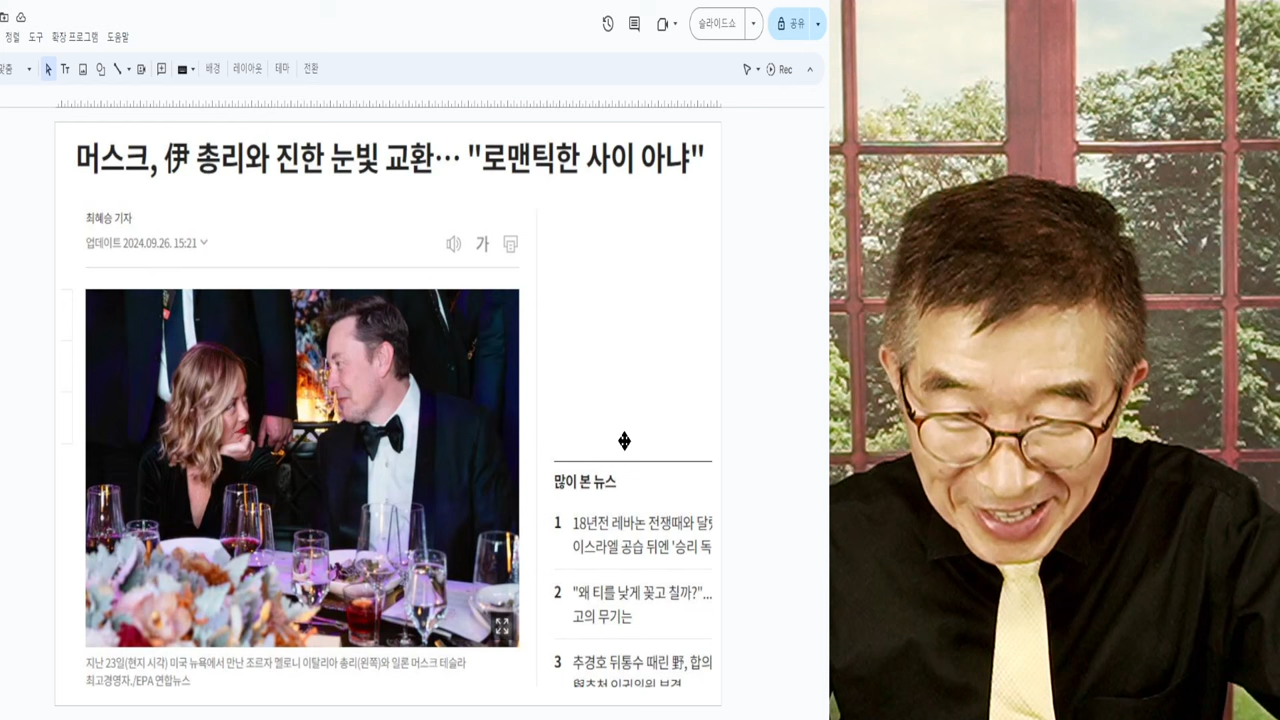 정렬 도구 확장 프로그램 도움말
슬라이드쇼
공유
맞춤
배경 레이아웃 테마 전환
Rec
머스크, 伊 총리와 진한 눈빛 교환… "로맨틱한 사이 아냐"
최혜승 기자
업데이트 2024.09.26. 15:21
가
지난 23일(현지 시각) 미국 뉴욕에서 만난 조르자 멜로니 이탈리아 총리(왼쪽)와 일론 머스크 테슬라
최고경영자./EPA 연합뉴스
많이 본 뉴스
1 18년전 레바논 전쟁때와 달
이스라엘 공습 뒤엔 '승리 독
2 "왜 티를 낮게 꽂고 칠까?"...
고의 무기는
3 추경호 뒤통수 때린 野, 합의